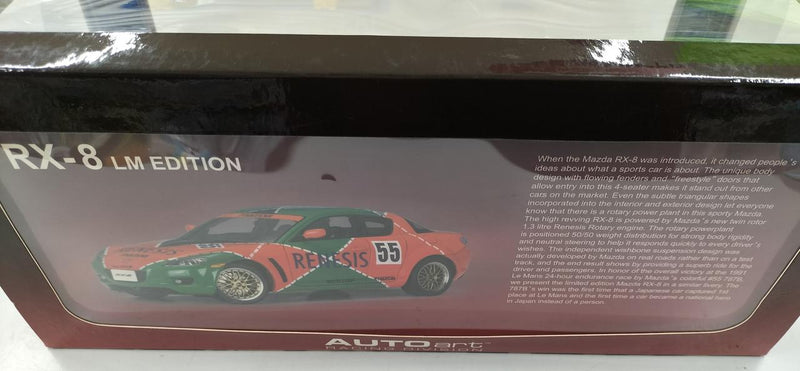 RX-8 LM EDITION
When the Mazda RX-8 was introduced, it changed people's
ideas about what a sports car is about. The unique body
design with flowing fenders and "freestyle" doors that
allow entry into this 4-seater makes it stand out from other
cars on the market. Even the subtle triangular shapes
incorporated into the interior and exterior design let everyone
know that there is a rotary power plant in this sporty Mazda.
The high revving RX-8 is powered by Mazda's new twin rotor
1.3 litre Renesis Rotary engine. The rotary powerplant
is positioned 50/50 weight distribution for strong body rigidity
and neutral steering to help it responds quickly to every driver's
wishes. The independent wishbone suspension design was
actually developed by Mazda on real roads rather than on a test
track, and the end result shows by providing a superb ride for the
driver and passengers. In honor of the overall victory at the 1991
Le Mans 24-hour endurance race by Mazda's colorful #55 787B,
we present the limited edition Mazda RX-8 in a similar livery. The
787B's win was the first time that a Japanese car captured 1st
place at Le Mans and the first time a car became a national hero
in Japan instead of a person.
RENESIS
55
AUTOart
RACING DIVISION